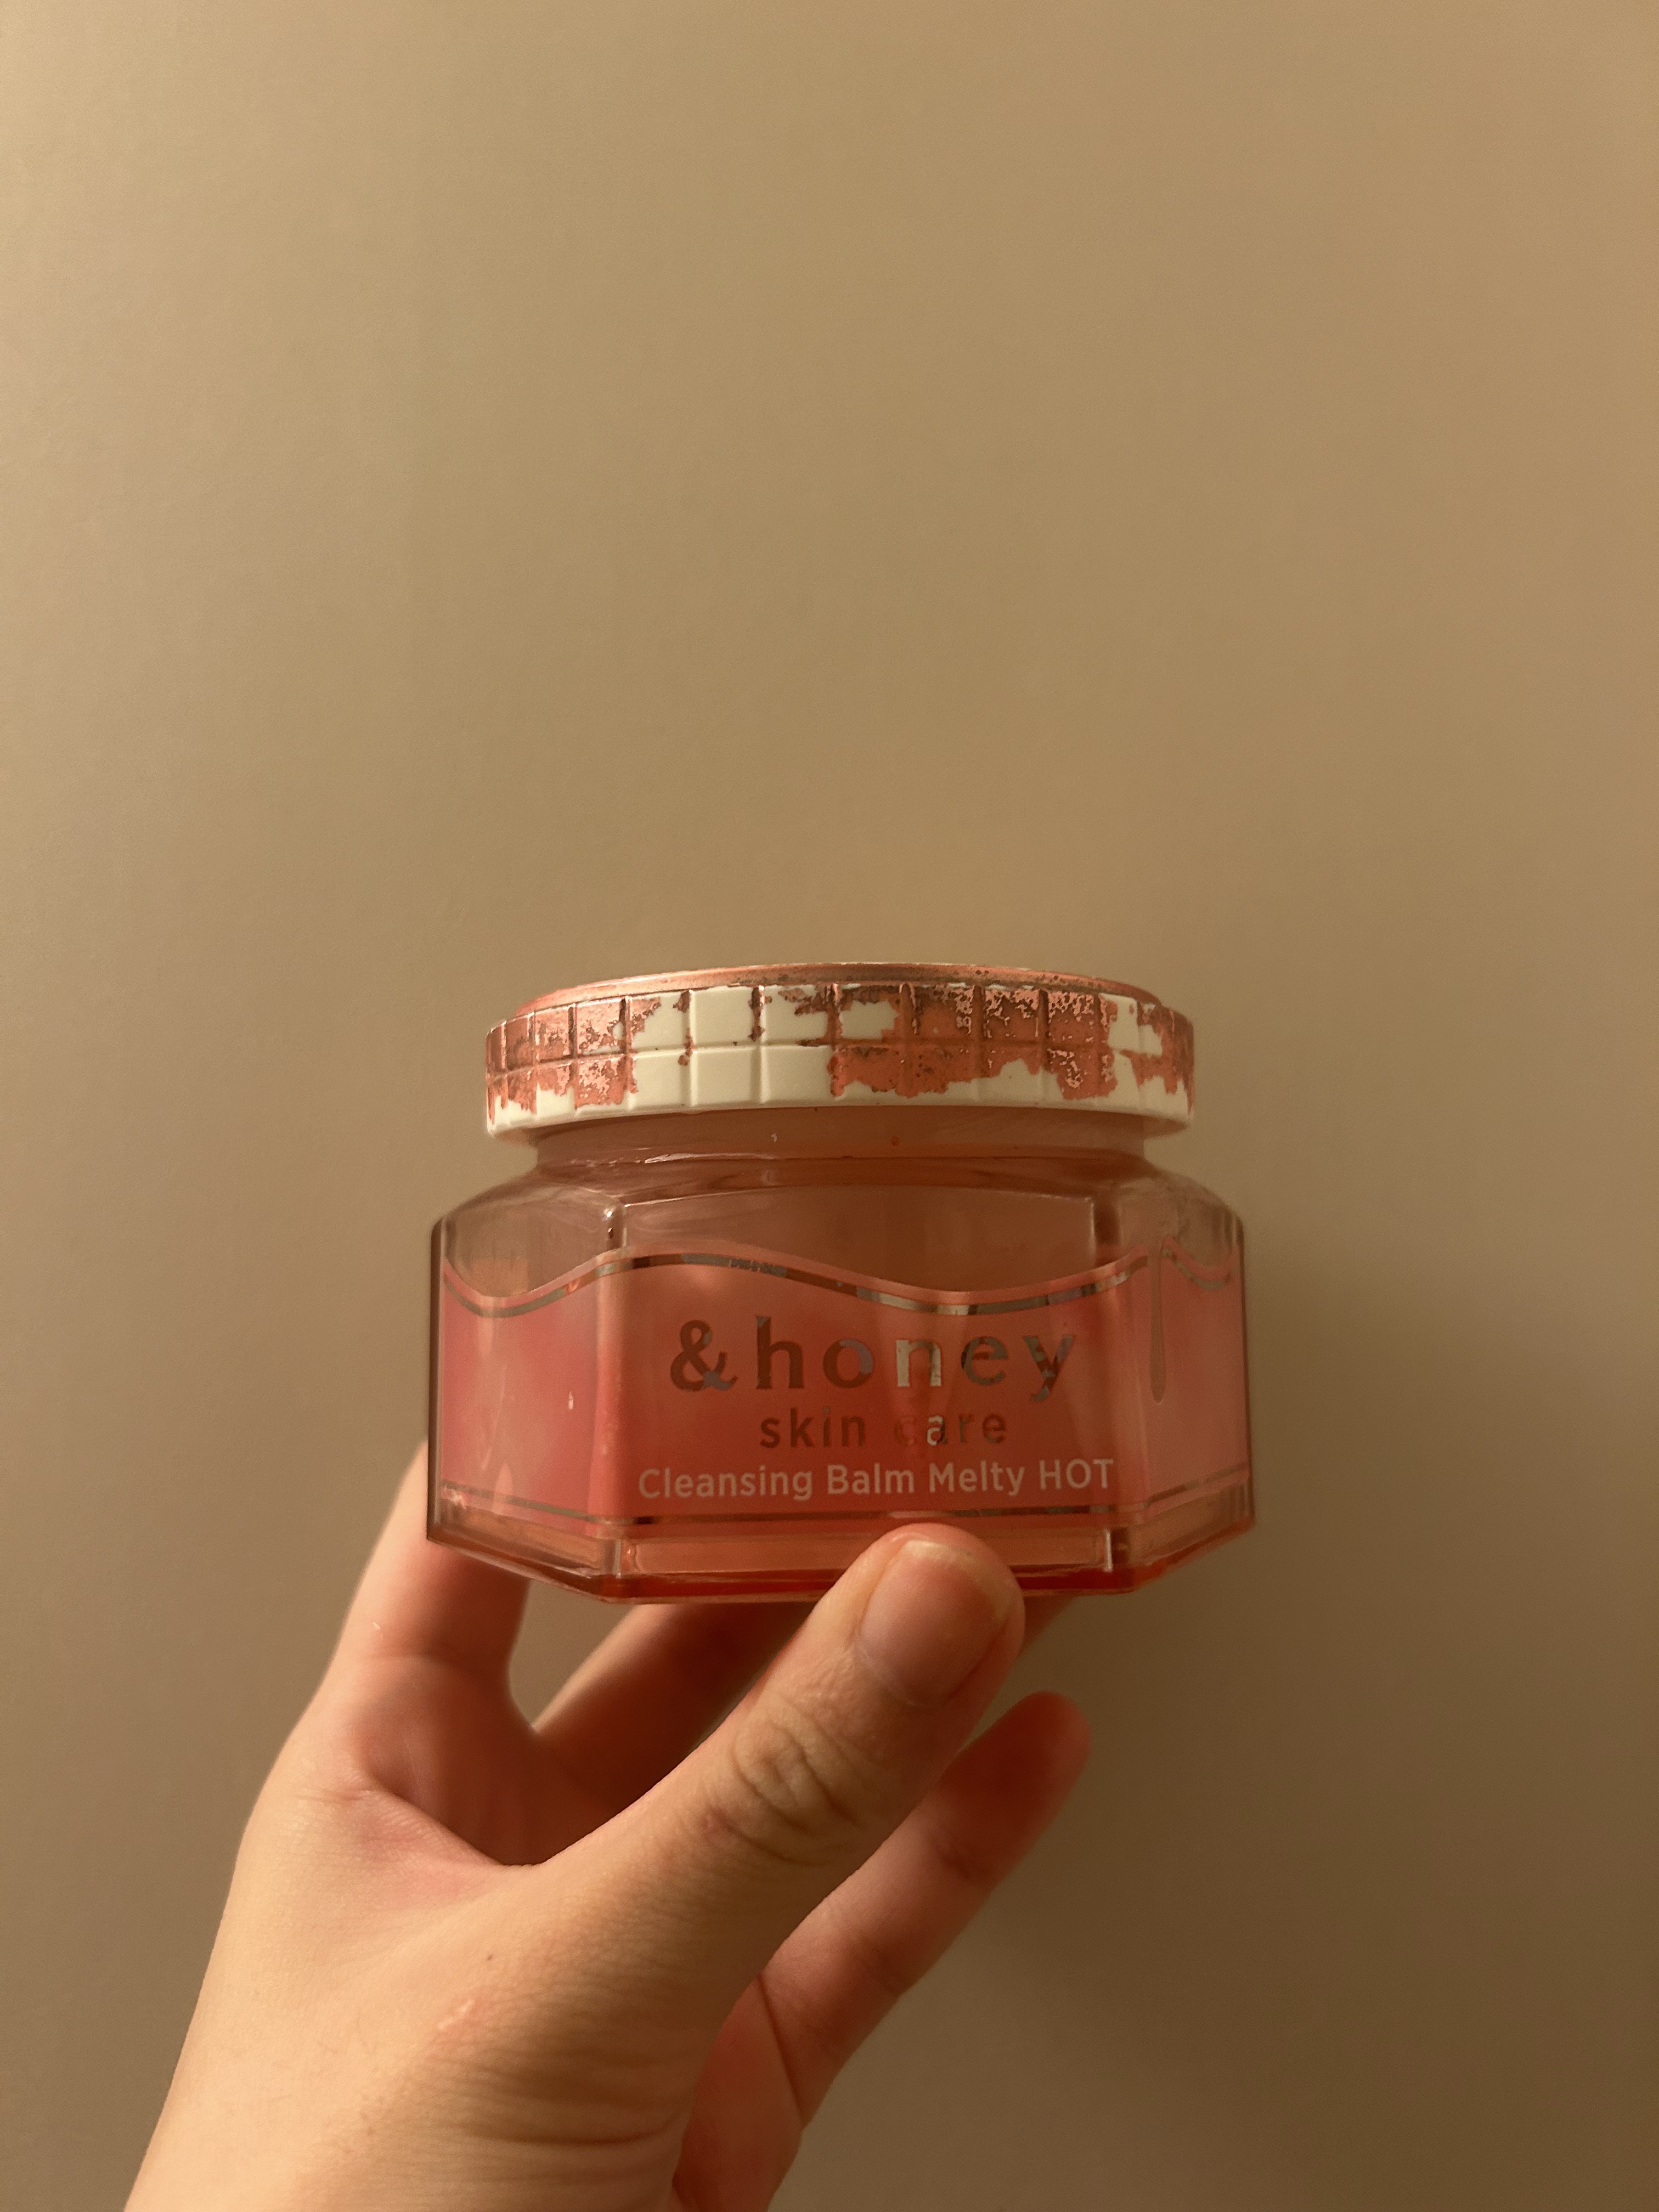 &honey
skin care
Cleansing Balm Melty HOT